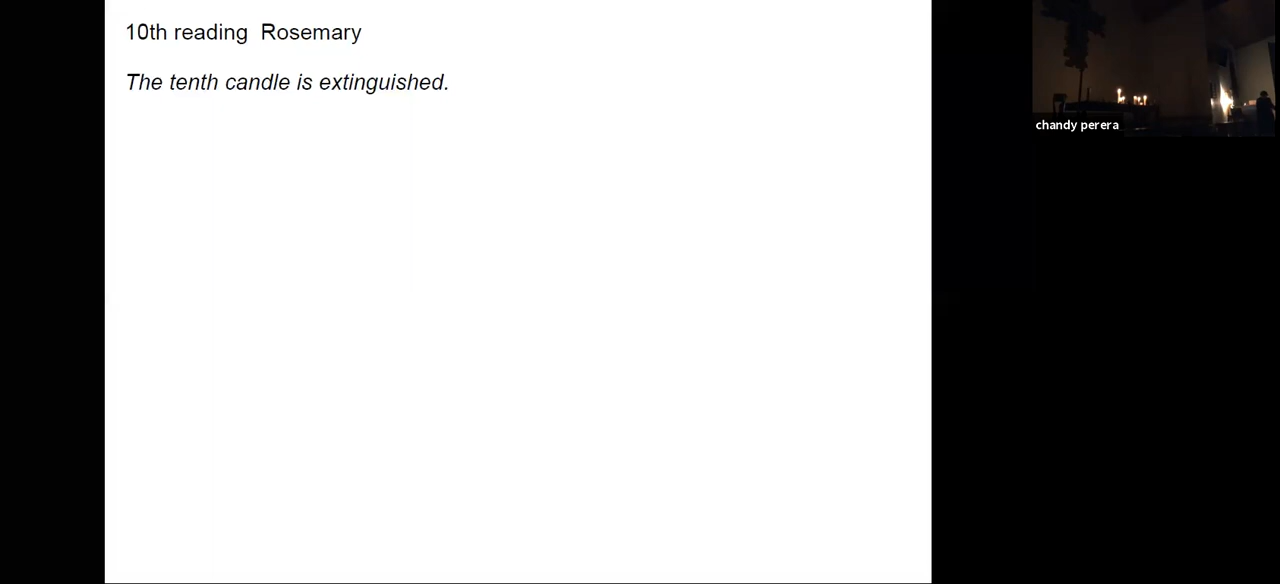 10th reading  Rosemary
The tenth candle is extinguished.
chandy perera